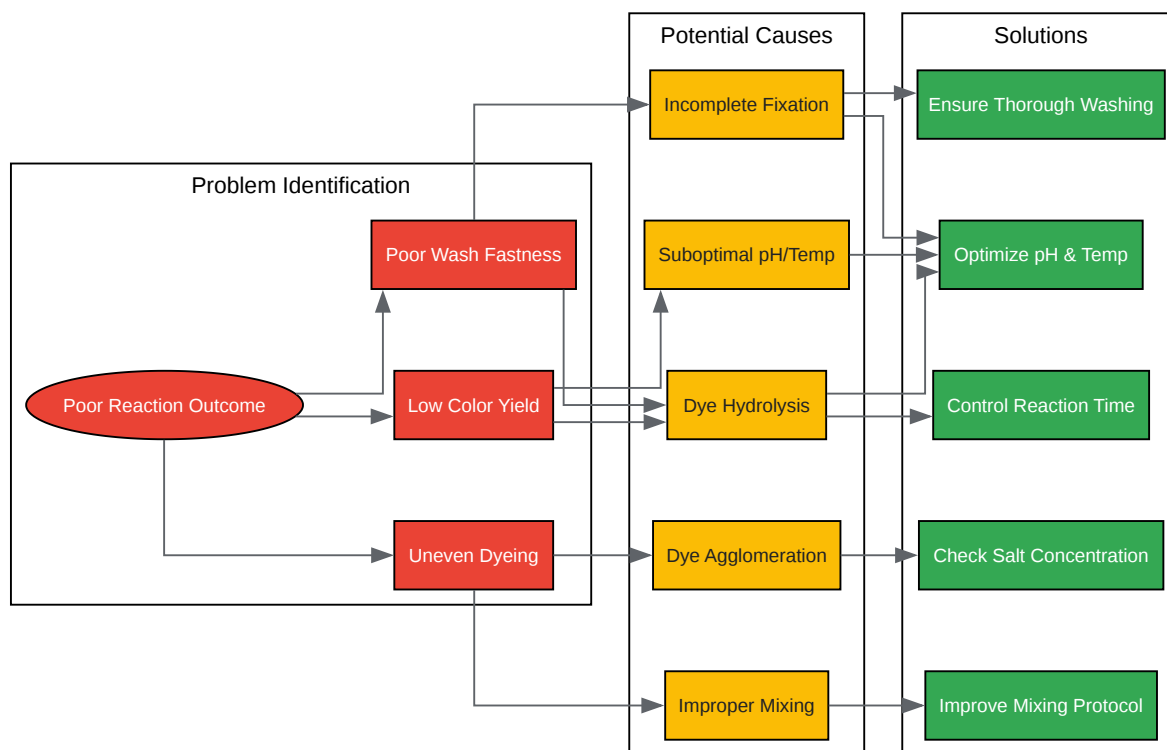 Potential Causes
Solutions
Incomplete Fixation
Ensure Thorough Washing
Problem Identification
Poor Wash Fastness
Suboptimal pH/Temp
Optimize pH & Temp
Poor Reaction Outcome
Low Color Yield
Dye Hydrolysis
Control Reaction Time
Uneven Dyeing
Dye Agglomeration
Check Salt Concentration
Improper Mixing
Improve Mixing Protocol